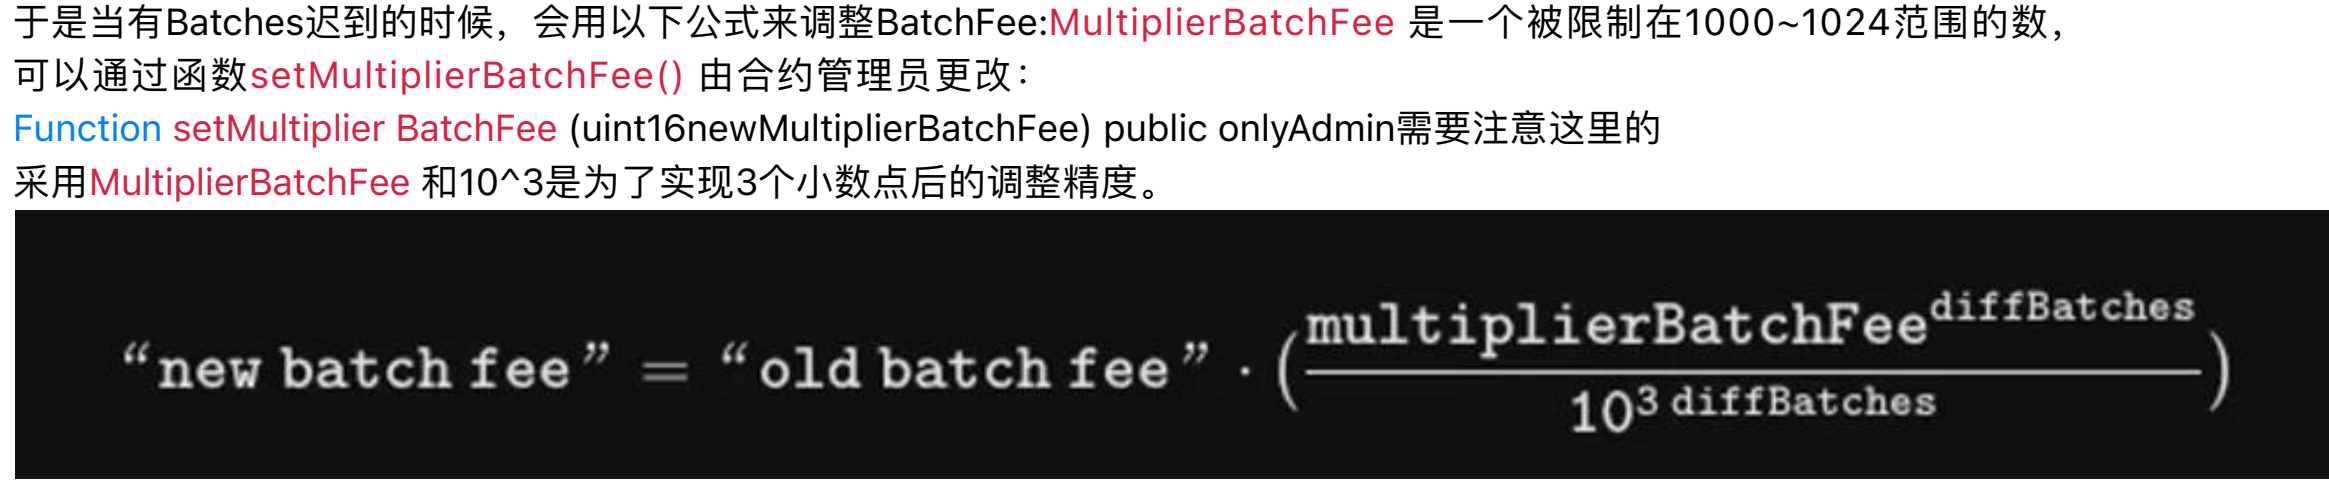 于是当有Batches迟到的时候，会用以下公式来调整BatchFee:MultiplierBatchFee 是一个被限制在1000~1024范围的数，
可以通过函数setMultiplierBatchFee() 由合约管理员更改：
Function setMultiplier BatchFee (uint16newMultiplierBatchFee) public onlyAdmin需要注意这里的
采用MultiplierBatchFee 和10^3是为了实现3个小数点后的调整精度。
“new batch fee” = “old batch fee” · (multiplierBatchFee^diffBatches / 10^3 diffBatches)